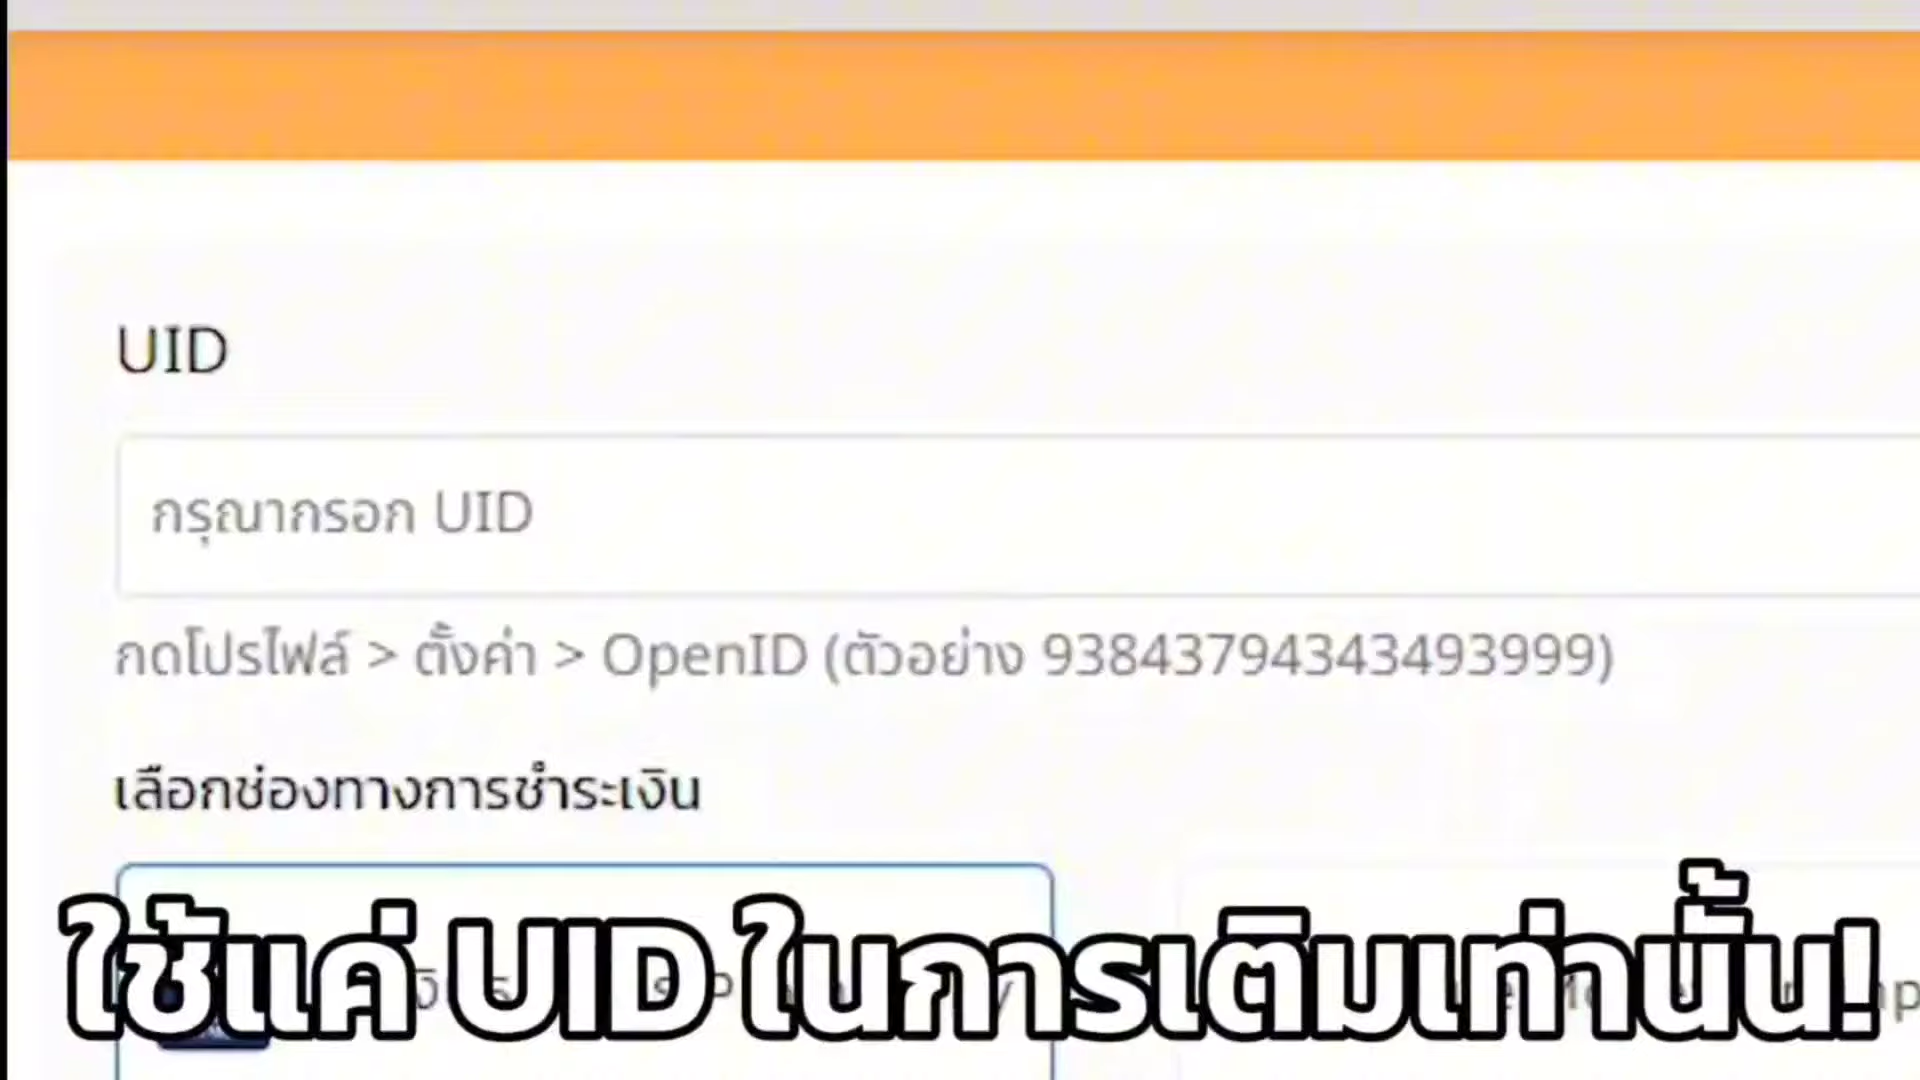 UID
กรุณากรอก UID
กดโปรไฟล์ > ตั้งค่า > OpenID (ตัวอย่าง 93843794343493999)
เลือกช่องทางการชำระเงิน
ใช้แค่ UID ในการเติมเท่านั้น!